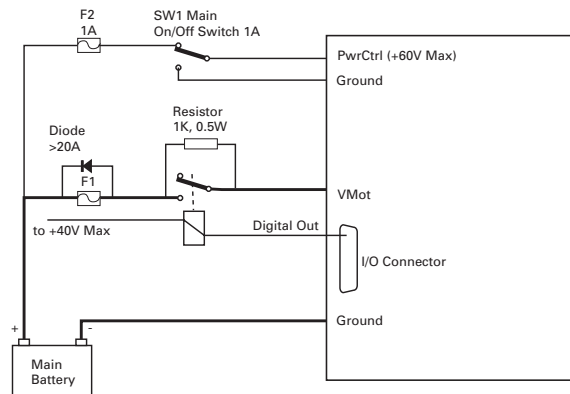 F2
1A
SW1 Main
On/Off Switch 1A
PwrCtrl (+60V Max)
Ground
Resistor
1K, 0.5W
Diode
>20A
F1
VMot
to +40V Max
Digital Out
I/O Connector
Ground
+
-
Main
Battery